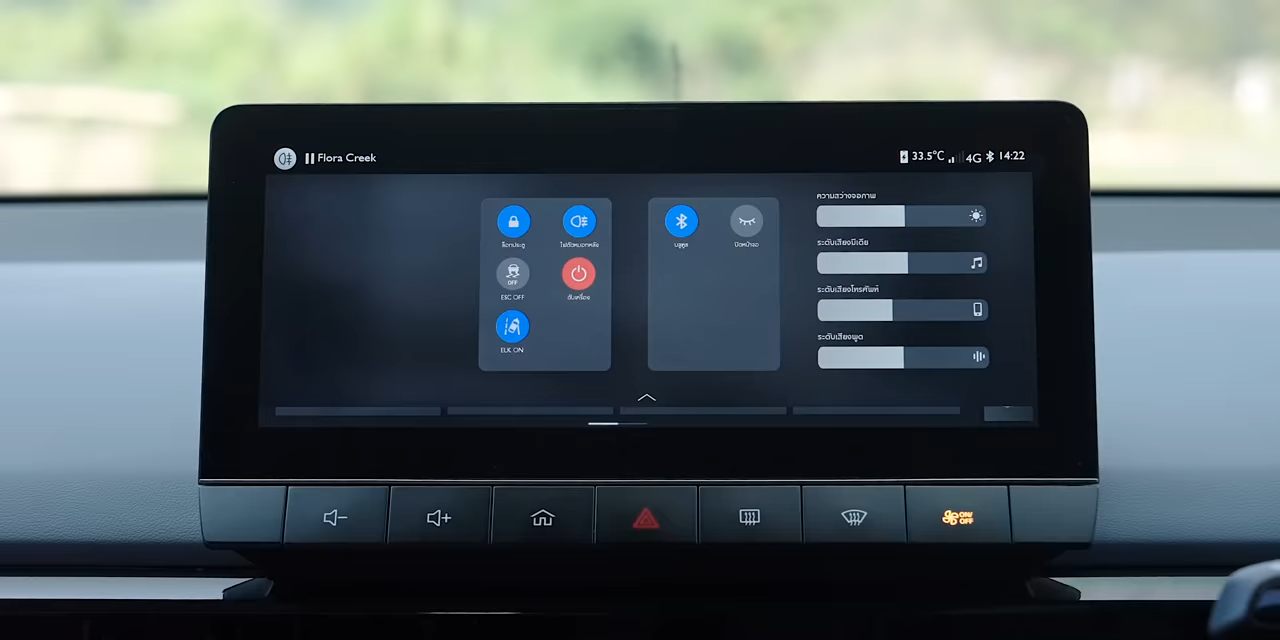 Flora Creek
33.5°C 4G 14:22
ล็อกประตู
ไฟตัดหมอกหลัง
OFF
ESC OFF
ดับเครื่อง
ELK ON
บลูทูธ
ปิดหน้าจอ
ความสว่างจอภาพ
ระดับเสียงมีเดีย
ระดับเสียงโทรศัพท์
ระดับเสียงพูด
ON/
OFF